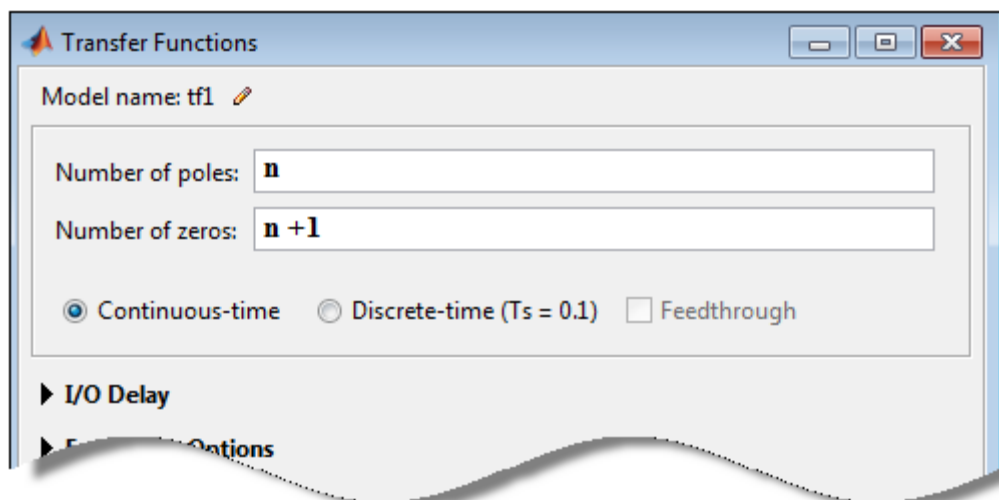 Transfer Functions
Model name: tf1
Number of poles: n
Number of zeros: n +1
Continuous-time Discrete-time (Ts = 0.1) Feedthrough
I/O Delay
Options